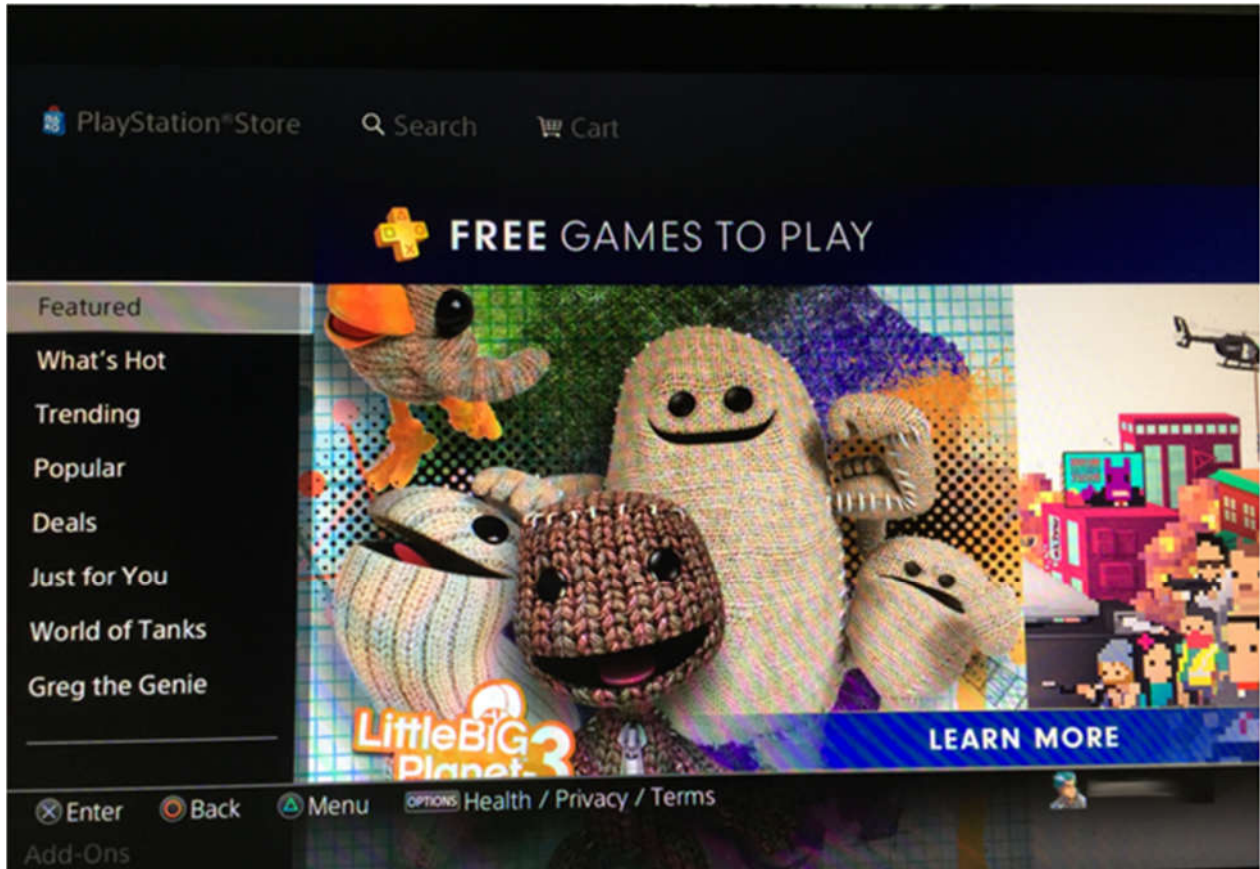 PlayStation®Store
Search
Cart
FREE GAMES TO PLAY
Featured
What's Hot
Trending
Popular
Deals
Just for You
World of Tanks
Greg the Genie
LittleBIG
Planet 3
LEARN MORE
Enter
Back
Menu
OPTIONS Health / Privacy / Terms
Add-Ons